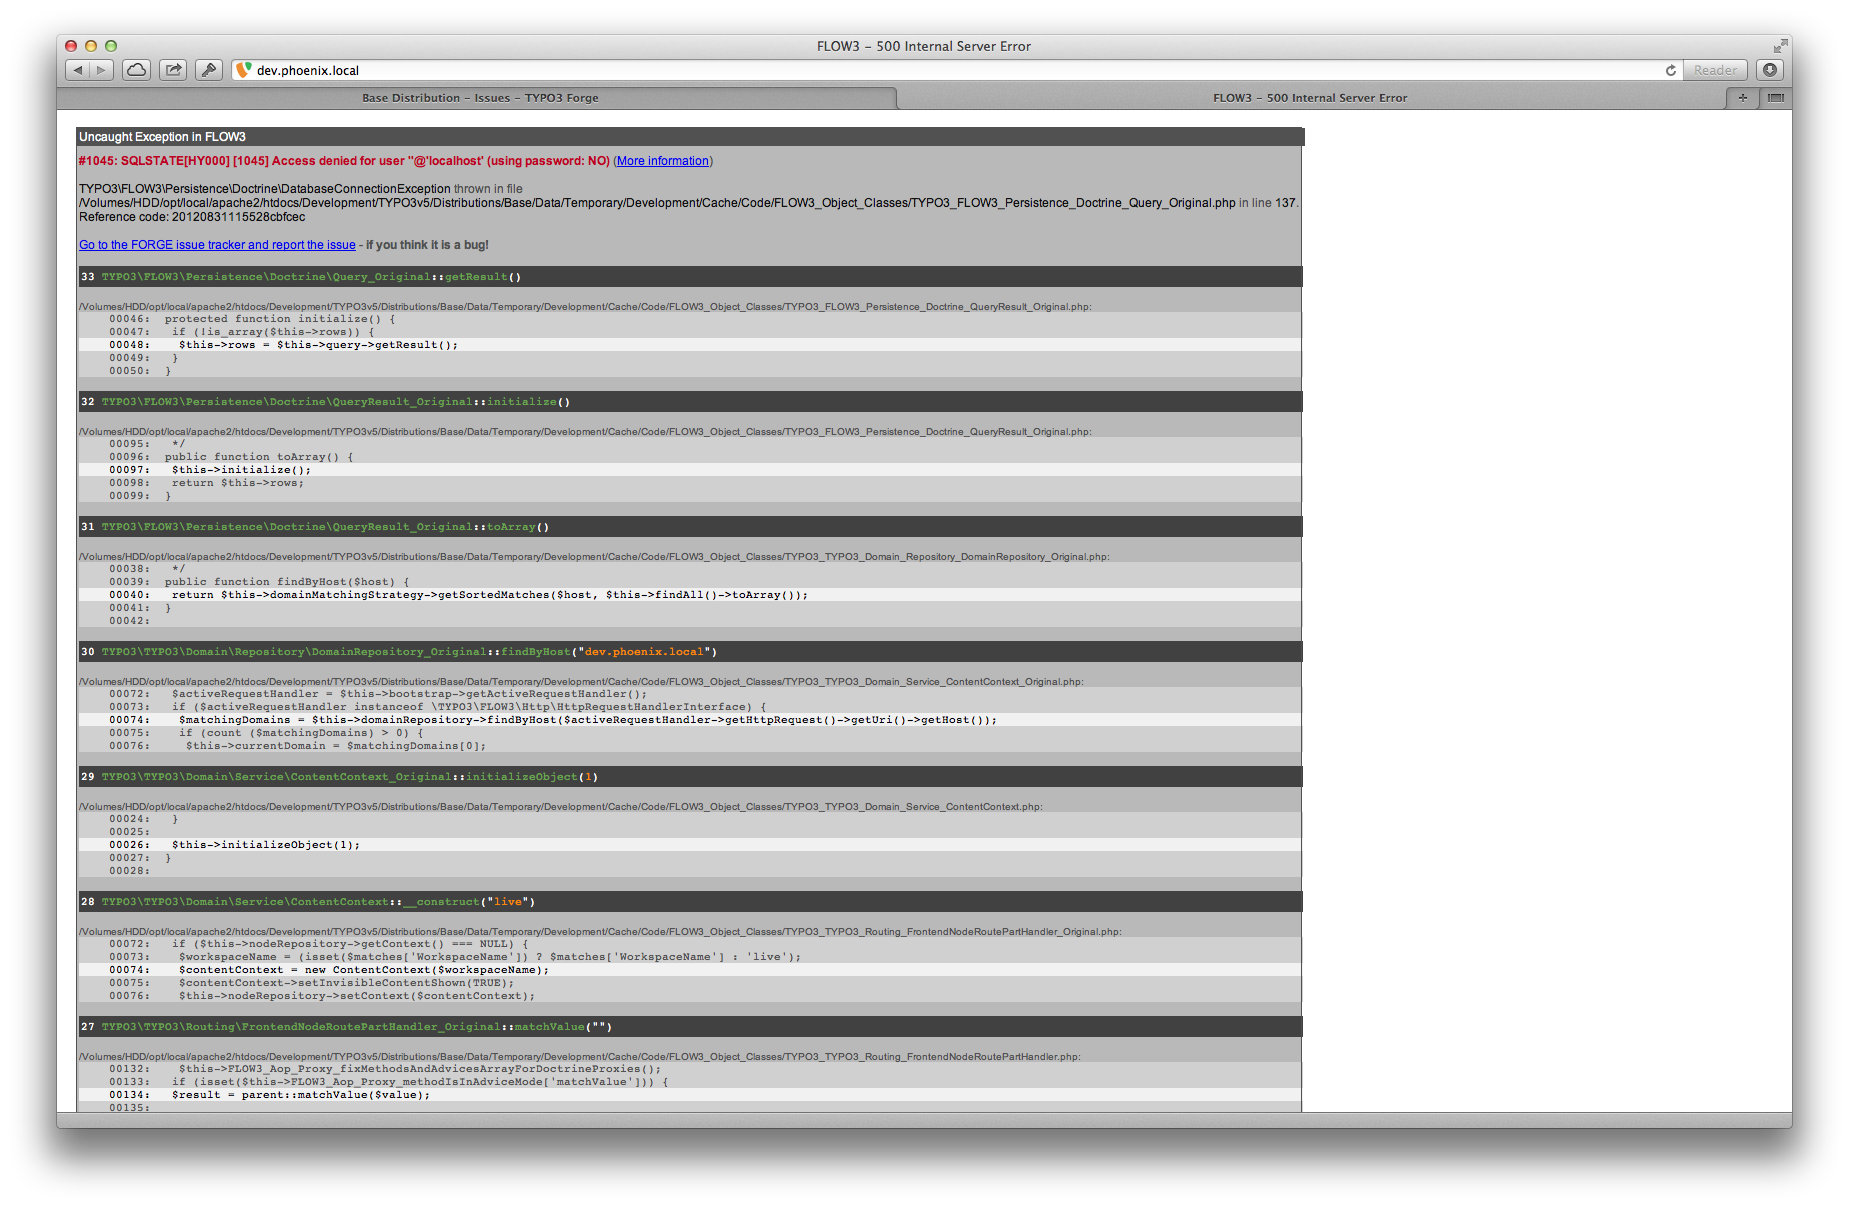 FLOW3 – 500 Internal Server Error
dev.phoenix.local
Reader
Base Distribution – Issues – TYPO3 Forge
FLOW3 – 500 Internal Server Error
Uncaught Exception in FLOW3
#1045: SQLSTATE[HY000] [1045] Access denied for user ''@'localhost' (using password: NO) (More information)
TYPO3\FLOW3\Persistence\Doctrine\DatabaseConnectionException thrown in file
/Volumes/HDD/opt/local/apache2/htdocs/Development/TYPO3v5/Distributions/Base/Data/Temporary/Development/Cache/Code/FLOW3_Object_Classes/TYPO3_FLOW3_Persistence_Doctrine_Query_Original.php in line 137.
Reference code: 20120831115528cbfcec
Go to the FORGE issue tracker and report the issue - if you think it is a bug!
33 TYPO3\FLOW3\Persistence\Doctrine\Query_Original::getResult()
/Volumes/HDD/opt/local/apache2/htdocs/Development/TYPO3v5/Distributions/Base/Data/Temporary/Development/Cache/Code/FLOW3_Object_Classes/TYPO3_FLOW3_Persistence_Doctrine_QueryResult_Original.php:
00046: protected function initialize() {
00047: if (!is_array($this->rows)) {
00048: $this->rows = $this->query->getResult();
00049: }
00050: }
32 TYPO3\FLOW3\Persistence\Doctrine\QueryResult_Original::initialize()
/Volumes/HDD/opt/local/apache2/htdocs/Development/TYPO3v5/Distributions/Base/Data/Temporary/Development/Cache/Code/FLOW3_Object_Classes/TYPO3_FLOW3_Persistence_Doctrine_QueryResult_Original.php:
00095: */
00096: public function toArray() {
00097: $this->initialize();
00098: return $this->rows;
00099: }
31 TYPO3\FLOW3\Persistence\Doctrine\QueryResult_Original::toArray()
/Volumes/HDD/opt/local/apache2/htdocs/Development/TYPO3v5/Distributions/Base/Data/Temporary/Development/Cache/Code/FLOW3_Object_Classes/TYPO3_TYPO3_Domain_Repository_DomainRepository_Original.php:
00038: */
00039: public function findByHost($host) {
00040: return $this->domainMatchingStrategy->getSortedMatches($host, $this->findAll()->toArray());
00041: }
00042:
30 TYPO3\TYPO3\Domain\Repository\DomainRepository_Original::findByHost("dev.phoenix.local")
/Volumes/HDD/opt/local/apache2/htdocs/Development/TYPO3v5/Distributions/Base/Data/Temporary/Development/Cache/Code/FLOW3_Object_Classes/TYPO3_TYPO3_Domain_Service_ContentContext_Original.php:
00072: $activeRequestHandler = $this->bootstrap->getActiveRequestHandler();
00073: if ($activeRequestHandler instanceof \TYPO3\FLOW3\Http\HttpRequestHandlerInterface) {
00074: $matchingDomains = $this->domainRepository->findByHost($activeRequestHandler->getHttpRequest()->getUri()->getHost());
00075: if (count ($matchingDomains) > 0) {
00076: $this->currentDomain = $matchingDomains[0];
29 TYPO3\TYPO3\Domain\Service\ContentContext_Original::initializeObject(1)
/Volumes/HDD/opt/local/apache2/htdocs/Development/TYPO3v5/Distributions/Base/Data/Temporary/Development/Cache/Code/FLOW3_Object_Classes/TYPO3_TYPO3_Domain_Service_ContentContext.php:
00024: }
00025:
00026: $this->initializeObject(1);
00027: }
00028:
28 TYPO3\TYPO3\Domain\Service\ContentContext::__construct("live")
/Volumes/HDD/opt/local/apache2/htdocs/Development/TYPO3v5/Distributions/Base/Data/Temporary/Development/Cache/Code/FLOW3_Object_Classes/TYPO3_TYPO3_Routing_FrontendNodeRoutePartHandler_Original.php:
00072: if ($this->nodeRepository->getContext() === NULL) {
00073: $workspaceName = (isset($matches['WorkspaceName']) ? $matches['WorkspaceName'] : 'live');
00074: $contentContext = new ContentContext($workspaceName);
00075: $contentContext->setInvisibleContentShown(TRUE);
00076: $this->nodeRepository->setContext($contentContext);
27 TYPO3\TYPO3\Routing\FrontendNodeRoutePartHandler_Original::matchValue("")
/Volumes/HDD/opt/local/apache2/htdocs/Development/TYPO3v5/Distributions/Base/Data/Temporary/Development/Cache/Code/FLOW3_Object_Classes/TYPO3_TYPO3_Routing_FrontendNodeRoutePartHandler.php:
00132: $this->FLOW3_Aop_Proxy_fixMethodsAndAdvicesArrayForDoctrineProxies();
00133: if (isset($this->FLOW3_Aop_Proxy_methodIsInAdviceMode['matchValue'])) {
00134: $result = parent::matchValue($value);
00135: